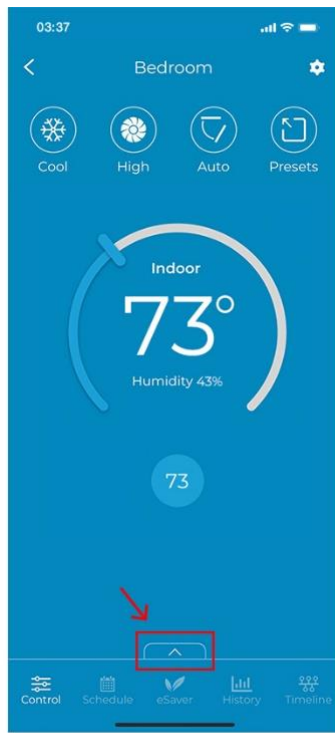 03:37
Bedroom
Cool High Auto Presets
Indoor
73°
Humidity 43%
73
Control Schedule eSaver History Timeline